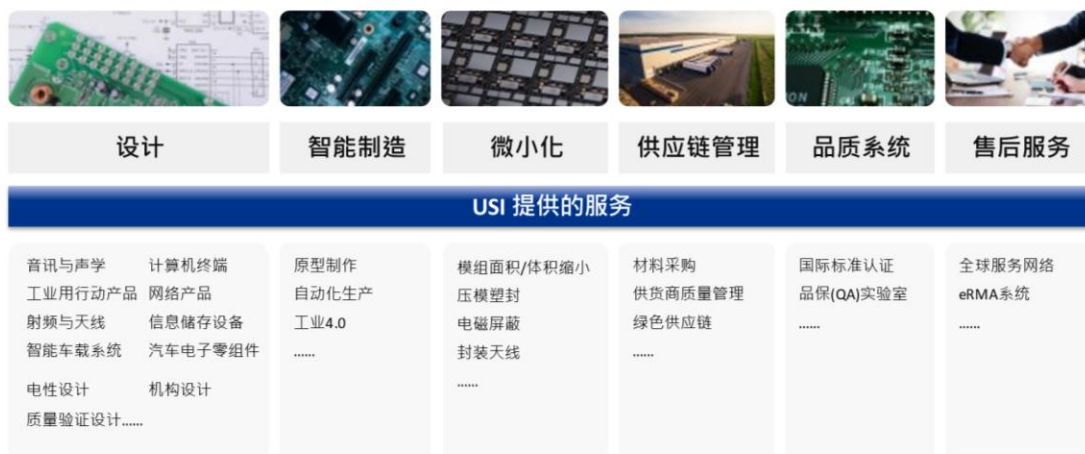 设计
智能制造
微小化
供应链管理
品质系统
售后服务
USI 提供的服务
音讯与声学 计算机终端
工业用行动产品 网络产品
射频与天线 信息储存设备
智能车载系统 汽车电子零组件
电性设计 机构设计
质量验证设计......
原型制作
自动化生产
工业4.0
......
模组面积/体积缩小
压模塑封
电磁屏蔽
封装天线
......
材料采购
供货商质量管理
绿色供应链
......
国际标准认证
品保(QA)实验室
......
全球服务网络
eRMA系统
......